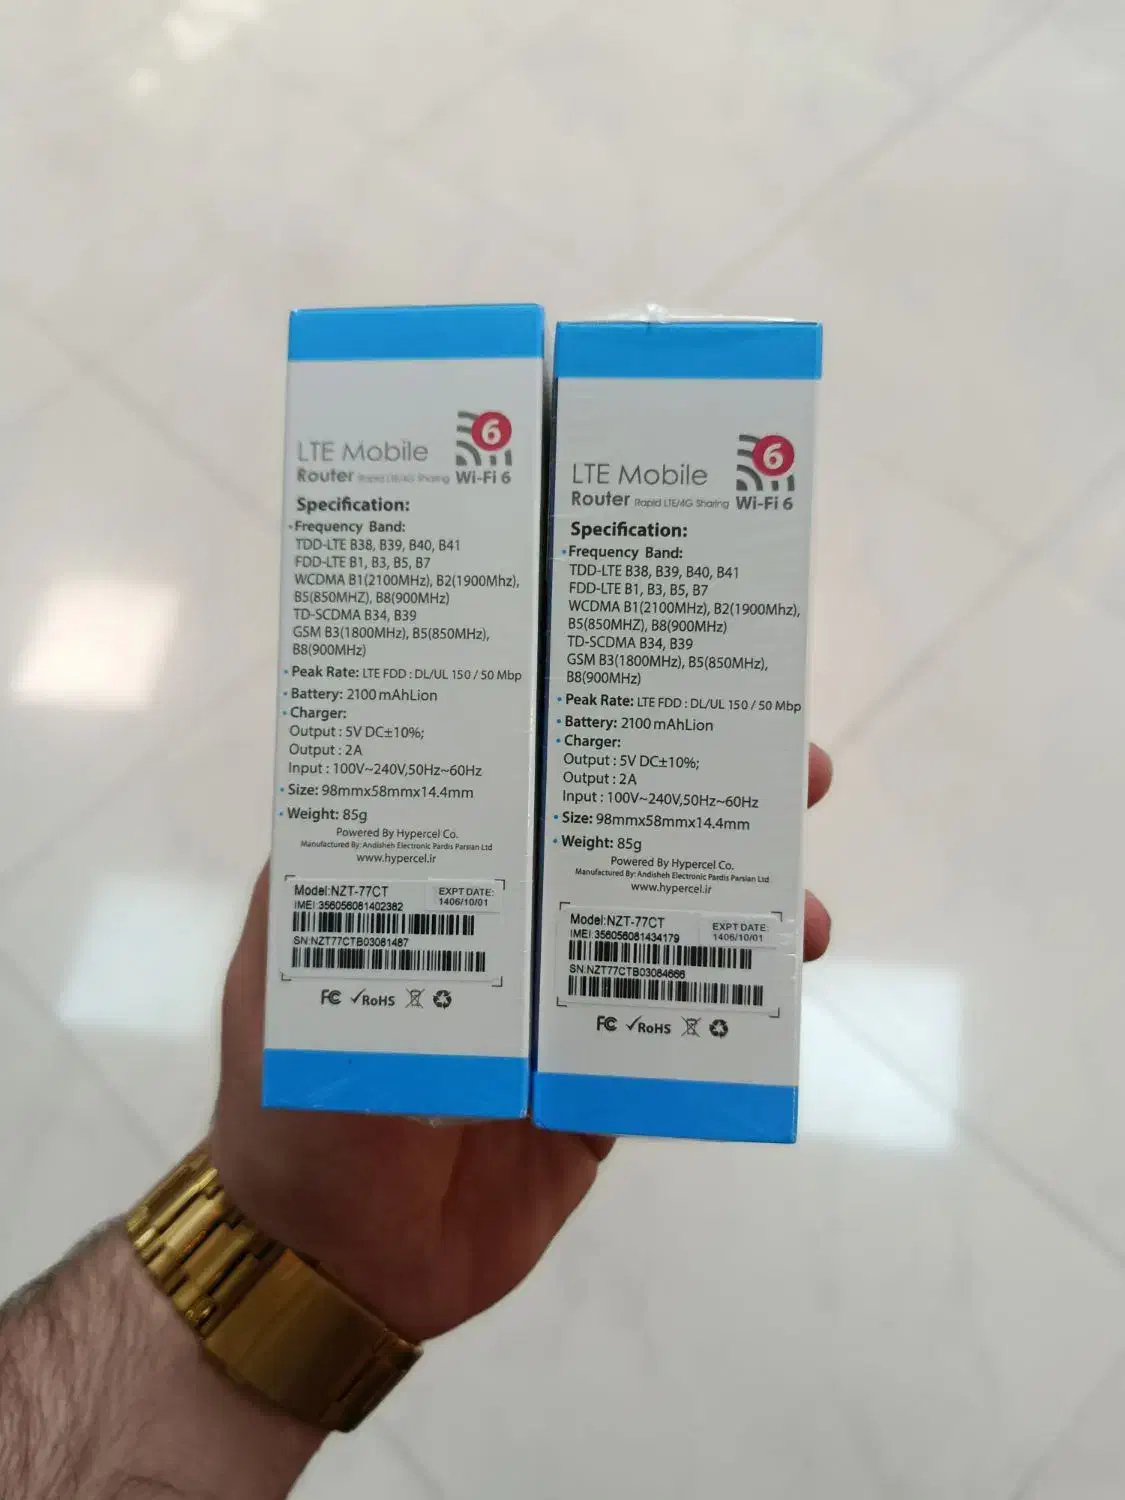 6
LTE Mobile
Router Rapid LTE/4G Sharing Wi-Fi 6
Specification:
• Frequency Band:
TDD-LTE B38, B39, B40, B41
FDD-LTE B1, B3, B5, B7
WCDMA B1(2100MHz), B2(1900Mhz),
B5(850MHZ), B8(900MHz)
TD-SCDMA B34, B39
GSM B3(1800MHz), B5(850MHz),
B8(900MHz)
• Peak Rate: LTE FDD : DL/UL 150 / 50 Mbp
• Battery: 2100 mAhLion
• Charger:
Output : 5V DC±10%;
Output : 2A
Input : 100V~240V,50Hz~60Hz
• Size: 98mmx58mmx14.4mm
• Weight: 85g
Powered By Hypercel Co.
Manufactured By: Andisheh Electronic Pardis Parsian Ltd
www.hypercel.ir
Model:NZT-77CT
EXPT DATE:
1406/10/01
IMEI:356056081402382
SN:NZT77CTB03081487
FC ✓RoHS
6
LTE Mobile
Router Rapid LTE/4G Sharing Wi-Fi 6
Specification:
• Frequency Band:
TDD-LTE B38, B39, B40, B41
FDD-LTE B1, B3, B5, B7
WCDMA B1(2100MHz), B2(1900Mhz),
B5(850MHZ), B8(900MHz)
TD-SCDMA B34, B39
GSM B3(1800MHz), B5(850MHz),
B8(900MHz)
• Peak Rate: LTE FDD : DL/UL 150 / 50 Mbp
• Battery: 2100 mAhLion
• Charger:
Output : 5V DC±10%;
Output : 2A
Input : 100V~240V,50Hz~60Hz
• Size: 98mmx58mmx14.4mm
• Weight: 85g
Powered By Hypercel Co.
Manufactured By: Andisheh Electronic Pardis Parsian Ltd
www.hypercel.ir
Model:NZT-77CT
EXPT DATE:
1406/10/01
IMEI:356056081434179
SN:NZT77CTB03084666
FC ✓RoHS